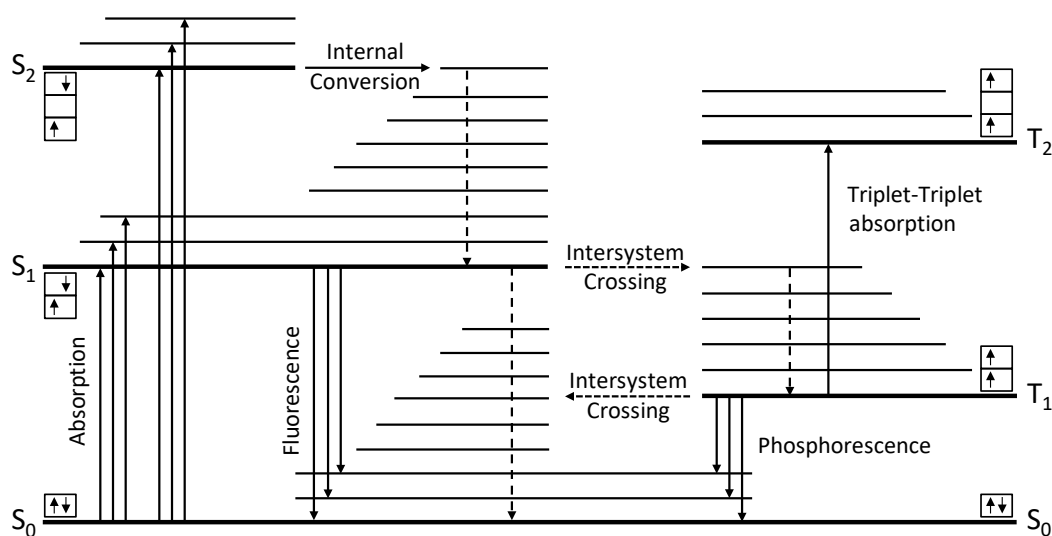 S2
Internal
Conversion
T2
Triplet-Triplet
absorption
S1
Intersystem
Crossing
Absorption
Fluorescence
Intersystem
Crossing
T1
Phosphorescence
S0
S0